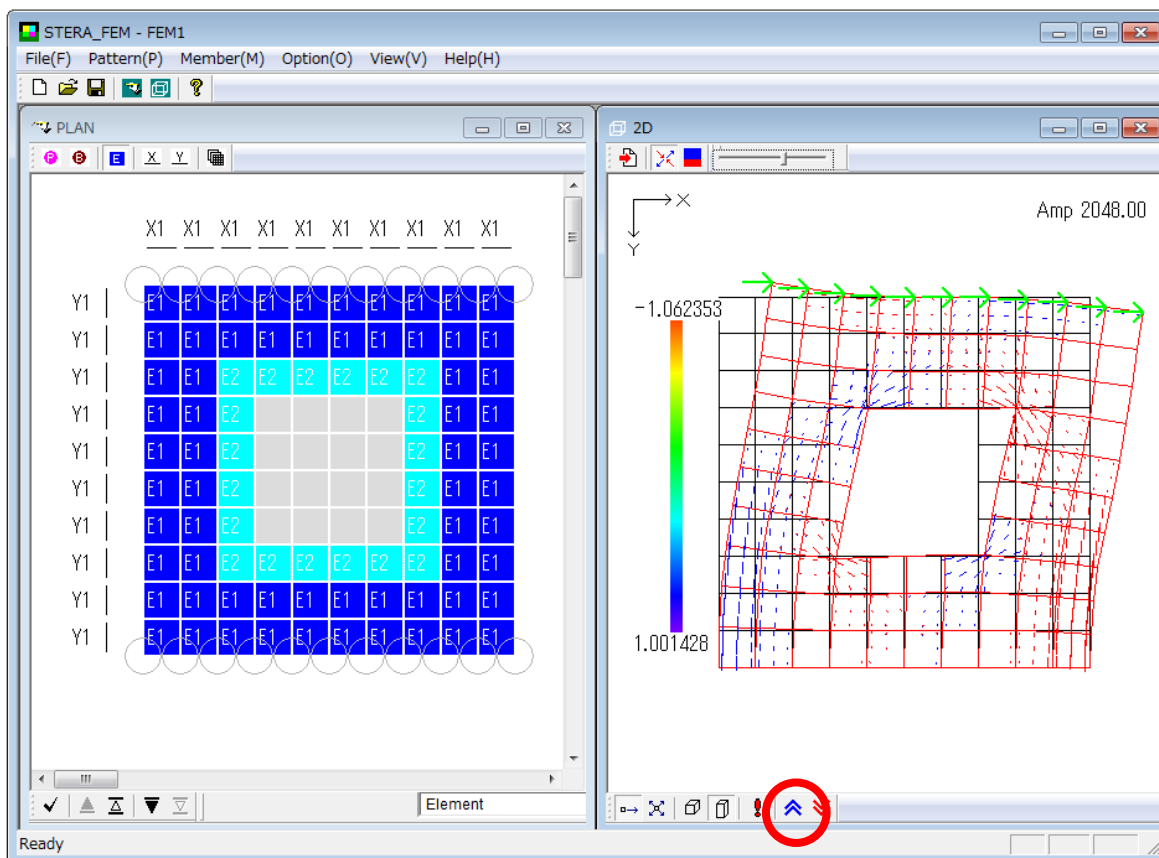 STERA_FEM - FEM1
File(F) Pattern(P) Member(M) Option(O) View(V) Help(H)
PLAN
P B E X Y
X1 X1 X1 X1 X1 X1 X1 X1 X1 X1
Y1 E1 E1 E1 E1 E1 E1 E1 E1 E1 E1
Y1 E1 E1 E1 E1 E1 E1 E1 E1 E1 E1
Y1 E1 E1 E2 E2 E2 E2 E2 E2 E1 E1
Y1 E1 E1 E2 E2 E1 E1
Y1 E1 E1 E2 E2 E1 E1
Y1 E1 E1 E2 E2 E1 E1
Y1 E1 E1 E2 E2 E1 E1
Y1 E1 E1 E2 E2 E2 E2 E2 E2 E1 E1
Y1 E1 E1 E1 E1 E1 E1 E1 E1 E1 E1
Y1 E1 E1 E1 E1 E1 E1 E1 E1 E1 E1
Element
2D
X
Y
Amp 2048.00
-1.062353
1.001428
Ready